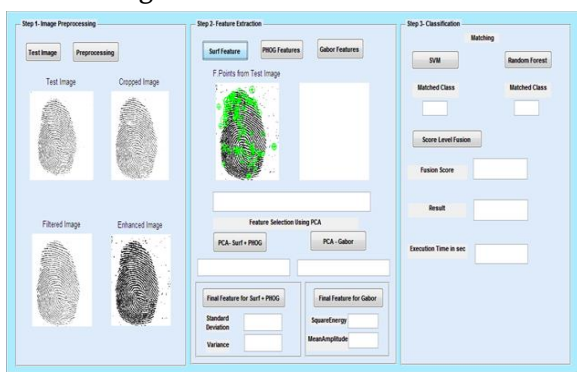 Step 1- Image Preprocessing
Test Image
Preprocessing
Test Image
Cropped Image
Filtered Image
Enhanced Image
Step 2- Feature Extraction
Surf Feature
PHOG Features
Gabor Features
F.Points from Test Image
Feature Selection Using PCA
PCA- Surf + PHOG
PCA - Gabor
Final Feature for Surf + PHOG
Standard
Deviation
Variance
Final Feature for Gabor
SquareEnergy
MeanAmplitude
Step 3- Classification
Matching
SVM
Random Forest
Matched Class
Matched Class
Score Level Fusion
Fusion Score
Result
Execution Time in sec